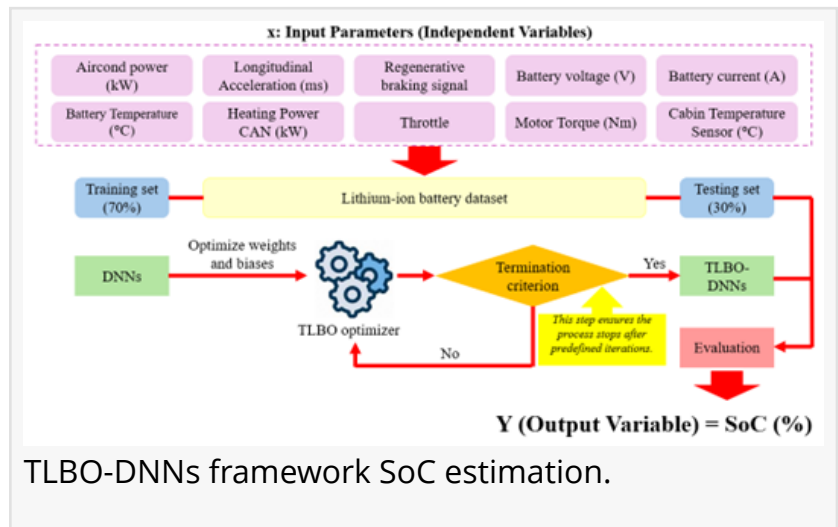 x: Input Parameters (Independent Variables)
Aircond power
(kW)
Longitudinal
Acceleration (ms)
Regenerative
braking signal
Battery voltage (V)
Battery current (A)
Battery Temperature
(°C)
Heating Power
CAN (kW)
Throttle
Motor Torque (Nm)
Cabin Temperature
Sensor (°C)
Training set
(70%)
Lithium-ion battery dataset
Testing set
(30%)
DNNs
Optimize weights
and biases
TLBO optimizer
Termination
criterion
Yes
No
TLBO-
DNNs
This step ensures the
process stops after
predefined iterations.
Evaluation
Y (Output Variable) = SoC (%)
TLBO-DNNs framework SoC estimation.